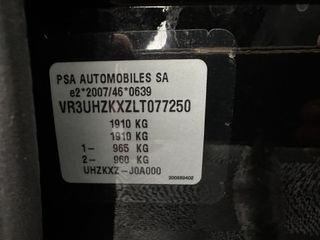 PSA AUTOMOBILES SA
e2*2007/46*0639
VR3UHZKXZLT077250
1910 KG
1910 KG
1- 965 KG
2- 960 KG
UHZKXZ-J0A000